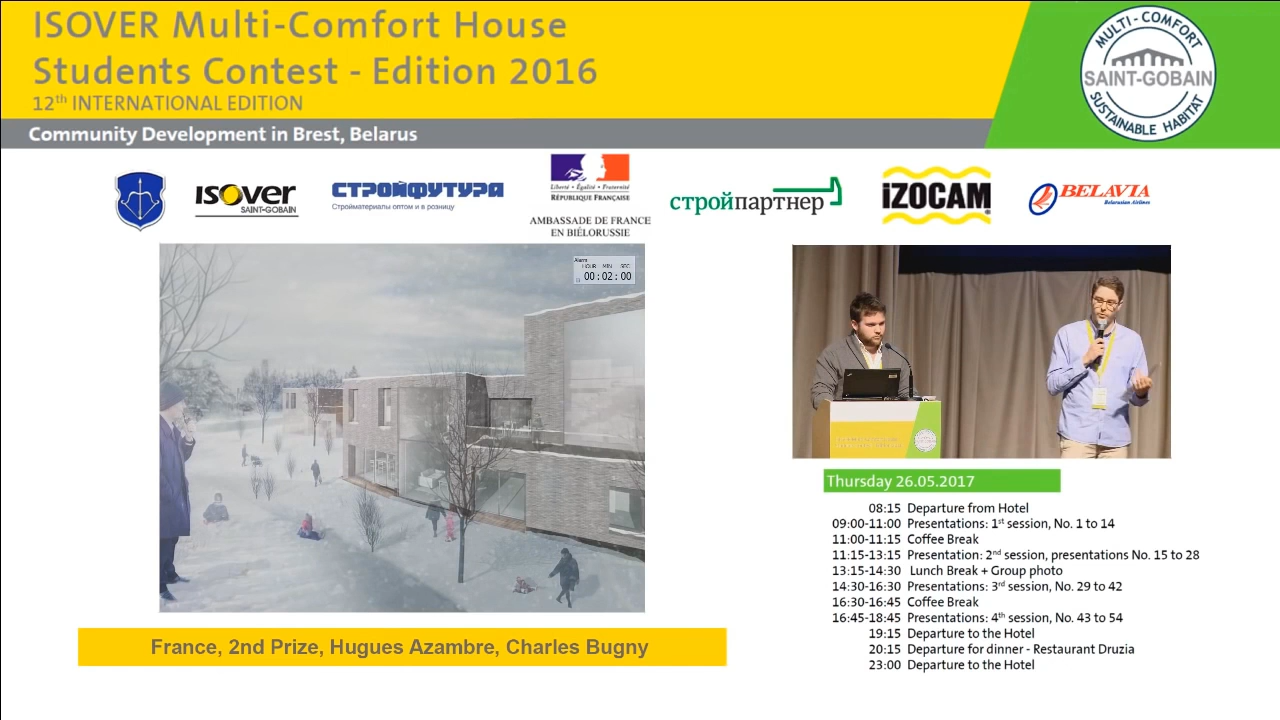 ISOVER Multi-Comfort House
Students Contest - Edition 2016
12th INTERNATIONAL EDITION
Community Development in Brest, Belarus
MULTI-COMFORT
SAINT-GOBAIN
SUSTAINABLE HABITAT
isover
SAINT-GOBAIN
СТРОЙФУТУРА
Стройматериалы оптом и в розницу
Liberté • Égalité • Fraternité
RÉPUBLIQUE FRANÇAISE
AMBASSADE DE FRANCE
EN BIÉLORUSSIE
стройпартнер
iZOCAM
BELAVIA
Belarusian Airlines
Alarm
HOUR MIN SEC
00:02:00
France, 2nd Prize, Hugues Azambre, Charles Bugny
Thursday 26.05.2017
08:15 Departure from Hotel
09:00-11:00 Presentations: 1st session, No. 1 to 14
11:00-11:15 Coffee Break
11:15-13:15 Presentation: 2nd session, presentations No. 15 to 28
13:15-14:30 Lunch Break + Group photo
14:30-16:30 Presentations: 3rd session, No. 29 to 42
16:30-16:45 Coffee Break
16:45-18:45 Presentations: 4th session, No. 43 to 54
19:15 Departure to the Hotel
20:15 Departure for dinner - Restaurant Druzia
23:00 Departure to the Hotel